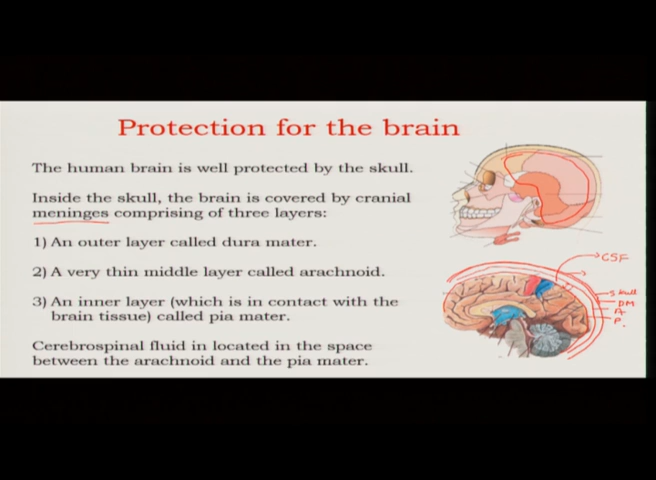 Protection for the brain
The human brain is well protected by the skull.
Inside the skull, the brain is covered by cranial
meninges comprising of three layers:
1) An outer layer called dura mater.
2) A very thin middle layer called arachnoid.
3) An inner layer (which is in contact with the
brain tissue) called pia mater.
Cerebrospinal fluid in located in the space
between the arachnoid and the pia mater.
CSF
Skull
DM
A
P.